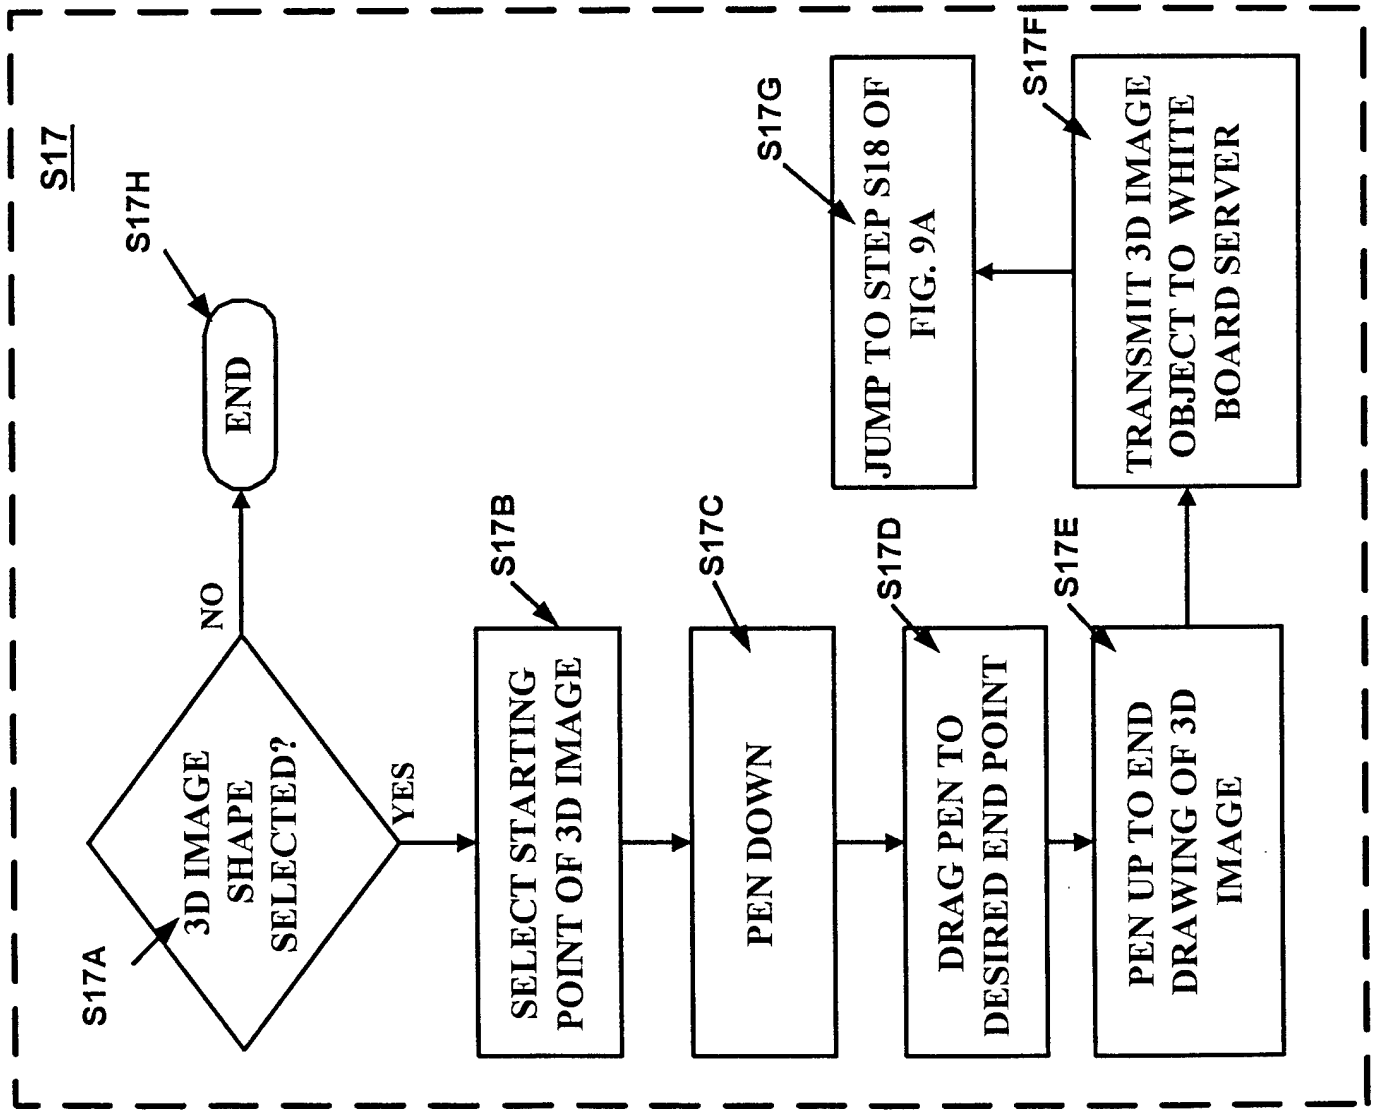 S17
S17A
3D IMAGE
SHAPE
SELECTED?
NO
END
S17H
YES
SELECT STARTING
POINT OF 3D IMAGE
S17B
PEN DOWN
S17C
DRAG PEN TO
DESIRED END POINT
S17D
PEN UP TO END
DRAWING OF 3D
IMAGE
S17E
TRANSMIT 3D IMAGE
OBJECT TO WHITE
BOARD SERVER
S17F
JUMP TO STEP S18 OF
FIG. 9A
S17G